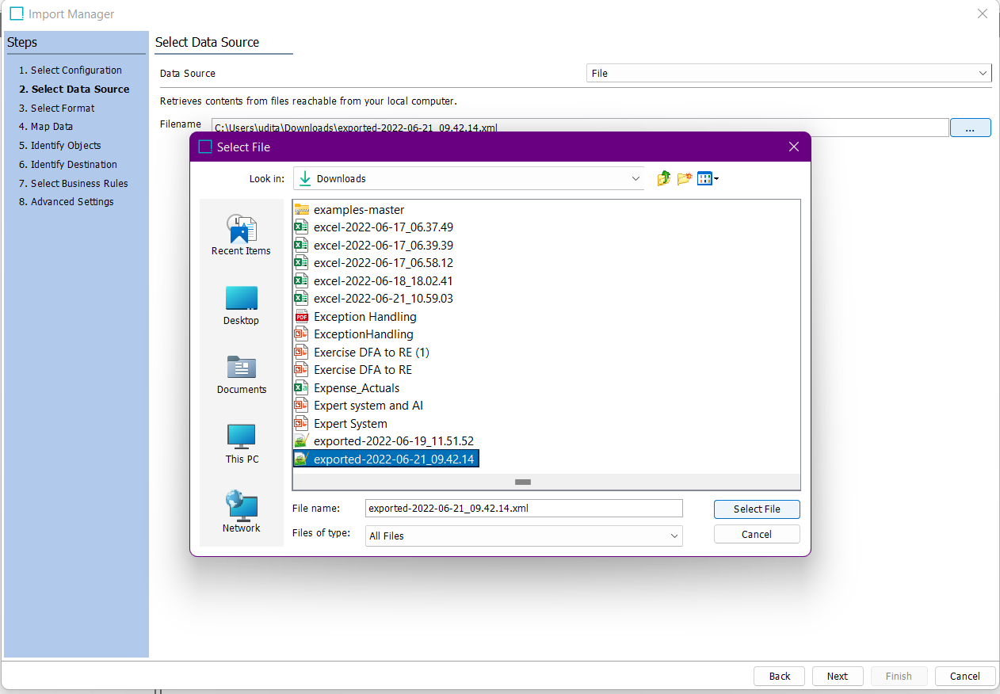 Import Manager
Steps
1. Select Configuration
2. Select Data Source
3. Select Format
4. Map Data
5. Identify Objects
6. Identify Destination
7. Select Business Rules
8. Advanced Settings
Select Data Source
Data Source
File
Retrieves contents from files reachable from your local computer.
Filename
C:\Users\udita\Downloads\exported-2022-06-21_09.42.14.xml
...
Select File
Look in:
Downloads
Recent Items
Desktop
Documents
This PC
Network
examples-master
excel-2022-06-17_06.37.49
excel-2022-06-17_06.39.39
excel-2022-06-17_06.58.12
excel-2022-06-18_18.02.41
excel-2022-06-21_10.59.03
Exception Handling
ExceptionHandling
Exercise DFA to RE (1)
Exercise DFA to RE
Expense_Actuals
Expert system and AI
Expert System
exported-2022-06-19_11.51.52
exported-2022-06-21_09.42.14
File name:
exported-2022-06-21_09.42.14.xml
Select File
Files of type:
All Files
Cancel
Back
Next
Finish
Cancel